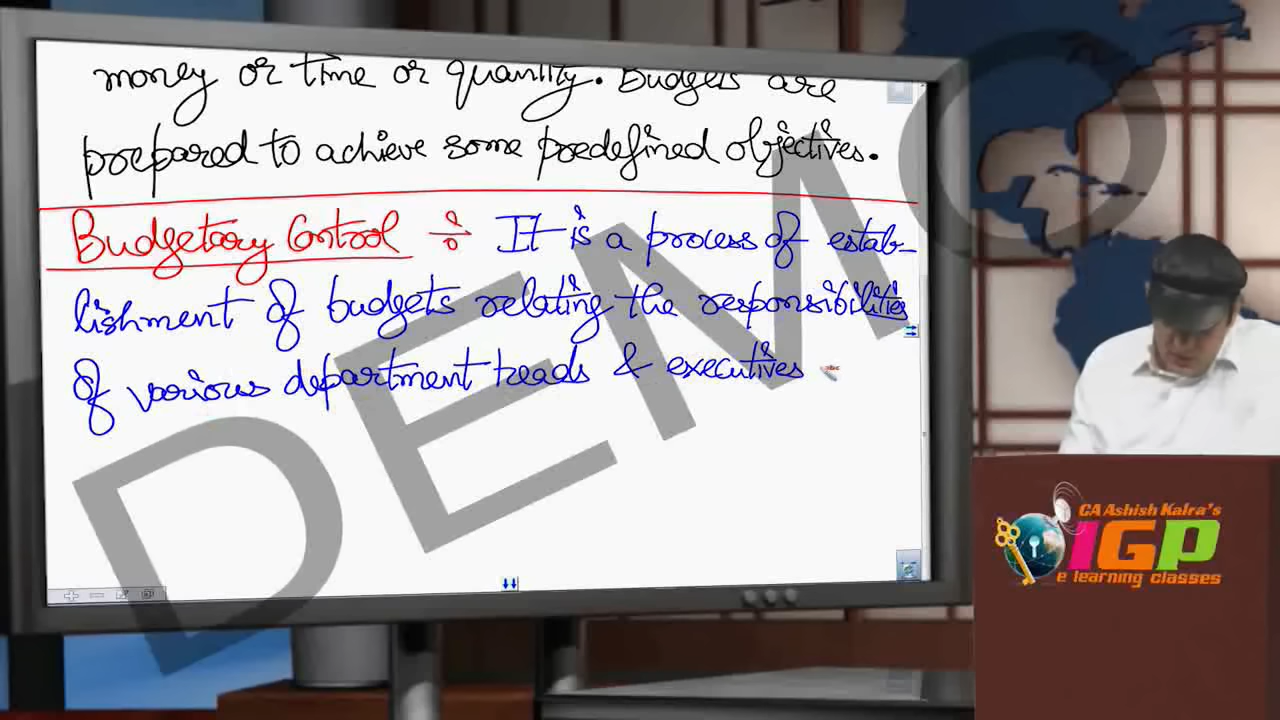 money or time or quantity. Budgets are
prepared to achieve some predefined objectives.
Budgetary Control ÷ It is a process of estab-
lishment of budgets relating the responsibilities
of various department heads & executives
DEMO
CA Ashish Kalra's
IGP
e learning classes